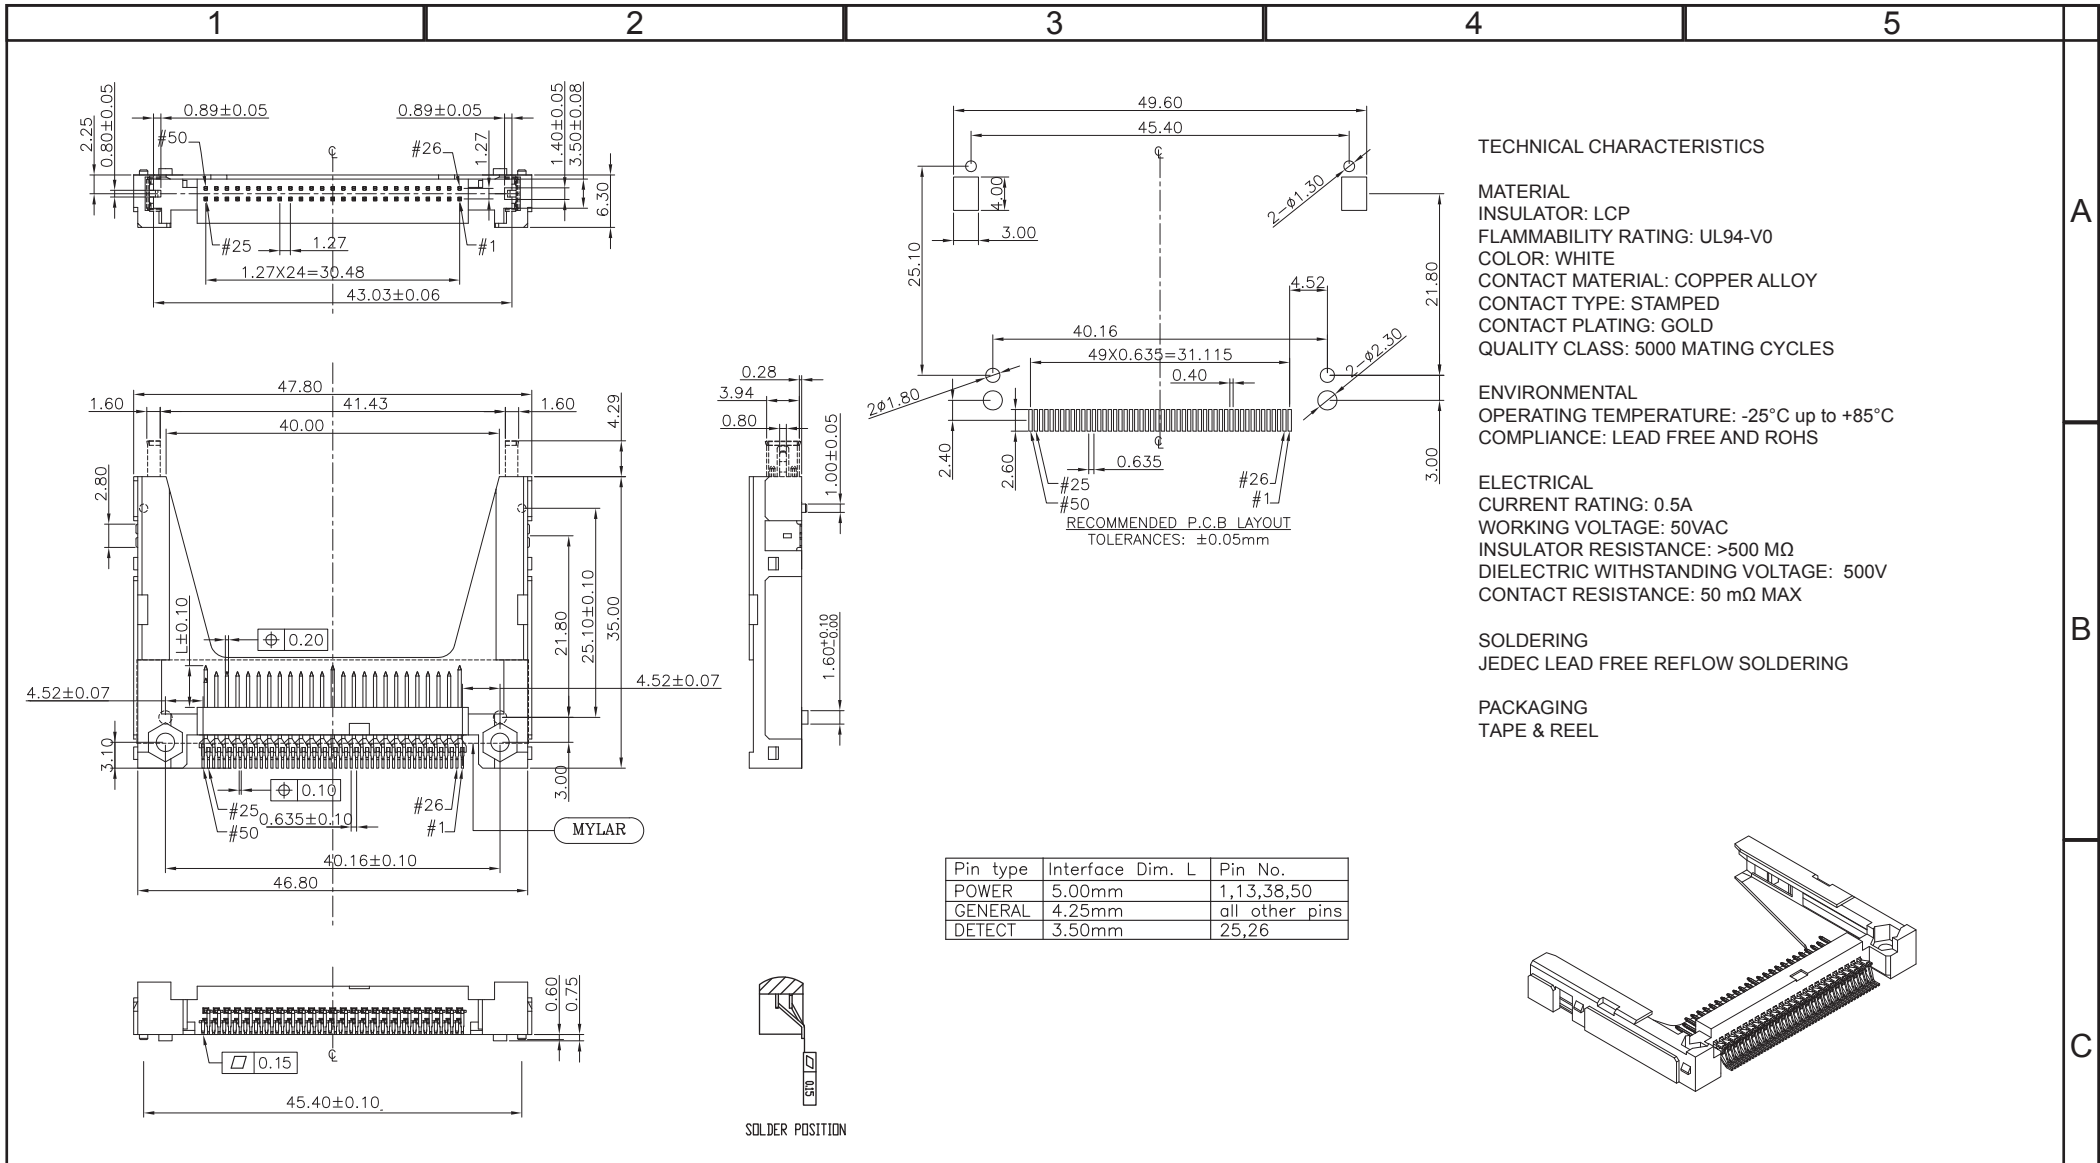 1
2
3
4
5
A
B
C
2.25
0.80±0.05
0.89±0.05
0.89±0.05
#50
#26
1.27
1.40±0.05
3.50±0.08
6.30
#25
1.27
#1
1.27X24=30.48
43.03±0.06
47.80
1.60
41.43
1.60
40.00
4.29
2.80
L±0.10
0.20
21.80
25.10±0.10
35.00
4.52±0.07
4.52±0.07
3.10
0.10
3.00
#25
#50
0.635±0.10
#26
#1
MYLAR
40.16±0.10
46.80
0.28
3.94
0.80
1.00±0.05
1.60+0.10-0.00
0.60
0.75
0.15
45.40±0.10
0.15
SOLDER POSITION
49.60
45.40
4.00
3.00
2-ø1.30
25.10
21.80
4.52
40.16
49X0.635=31.115
0.40
2ø1.80
2-ø2.30
2.40
2.60
0.635
3.00
#25
#50
#26
#1
RECOMMENDED P.C.B LAYOUT
TOLERANCES: ±0.05mm
Pin type Interface Dim. L Pin No.
POWER 5.00mm 1,13,38,50
GENERAL 4.25mm all other pins
DETECT 3.50mm 25,26
TECHNICAL CHARACTERISTICS
MATERIAL
INSULATOR: LCP
FLAMMABILITY RATING: UL94-V0
COLOR: WHITE
CONTACT MATERIAL: COPPER ALLOY
CONTACT TYPE: STAMPED
CONTACT PLATING: GOLD
QUALITY CLASS: 5000 MATING CYCLES
ENVIRONMENTAL
OPERATING TEMPERATURE: -25°C up to +85°C
COMPLIANCE: LEAD FREE AND ROHS
ELECTRICAL
CURRENT RATING: 0.5A
WORKING VOLTAGE: 50VAC
INSULATOR RESISTANCE: >500 MΩ
DIELECTRIC WITHSTANDING VOLTAGE: 500V
CONTACT RESISTANCE: 50 mΩ MAX
SOLDERING
JEDEC LEAD FREE REFLOW SOLDERING
PACKAGING
TAPE & REEL